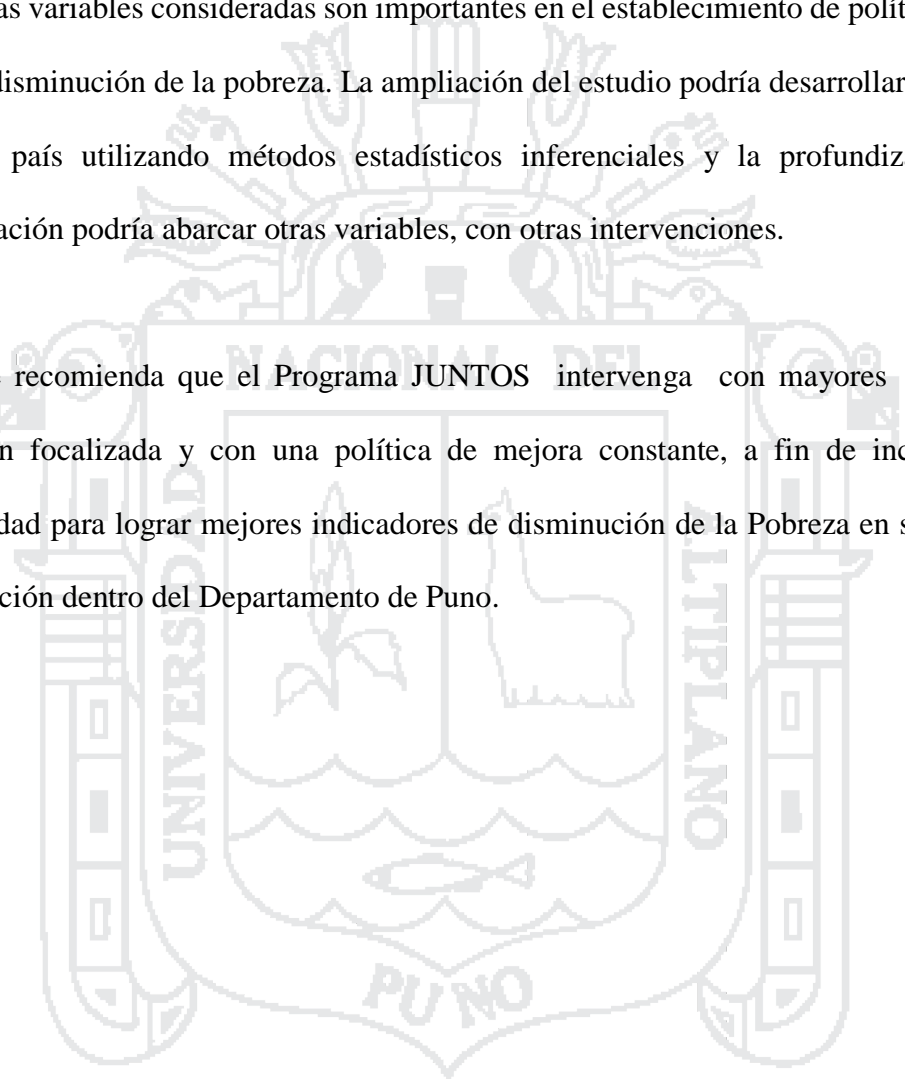 as variables consideradas son importantes en el establecimiento de polít
disminución de la pobreza. La ampliación del estudio podría desarrollar
país utilizando métodos estadísticos inferenciales y la profundiz
ación podría abarcar otras variables, con otras intervenciones.
recomienda que el Programa JUNTOS intervenga con mayores
n focalizada y con una política de mejora constante, a fin de inc
dad para lograr mejores indicadores de disminución de la Pobreza en s
ción dentro del Departamento de Puno.
NACIONAL DEL
UNIVERSIDAD
ALTIPLANO
PUNO